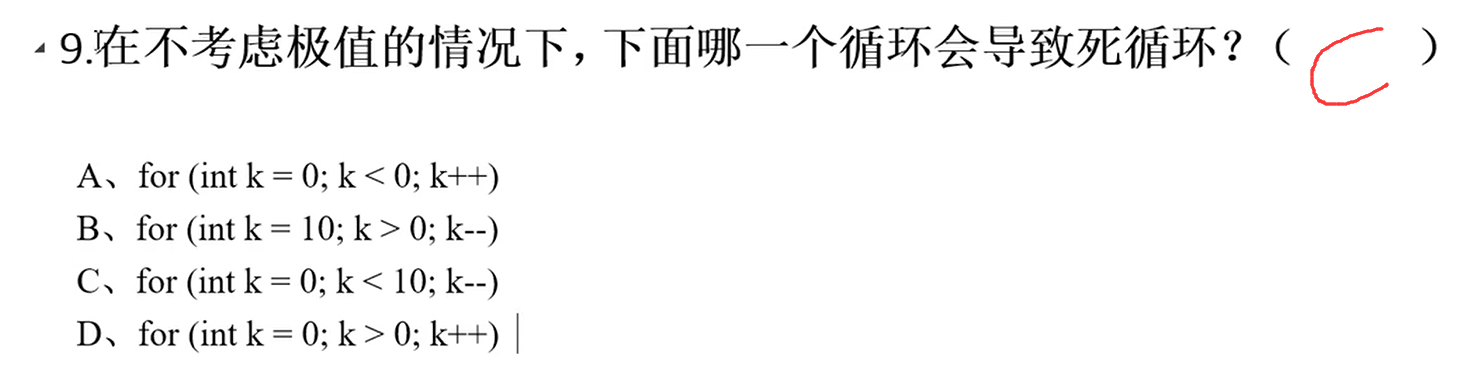 9.在不考虑极值的情况下，下面哪一个循环会导致死循环？（ C ）
A、for (int k = 0; k < 0; k++)
B、for (int k = 10; k > 0; k--)
C、for (int k = 0; k < 10; k--)
D、for (int k = 0; k > 0; k++)